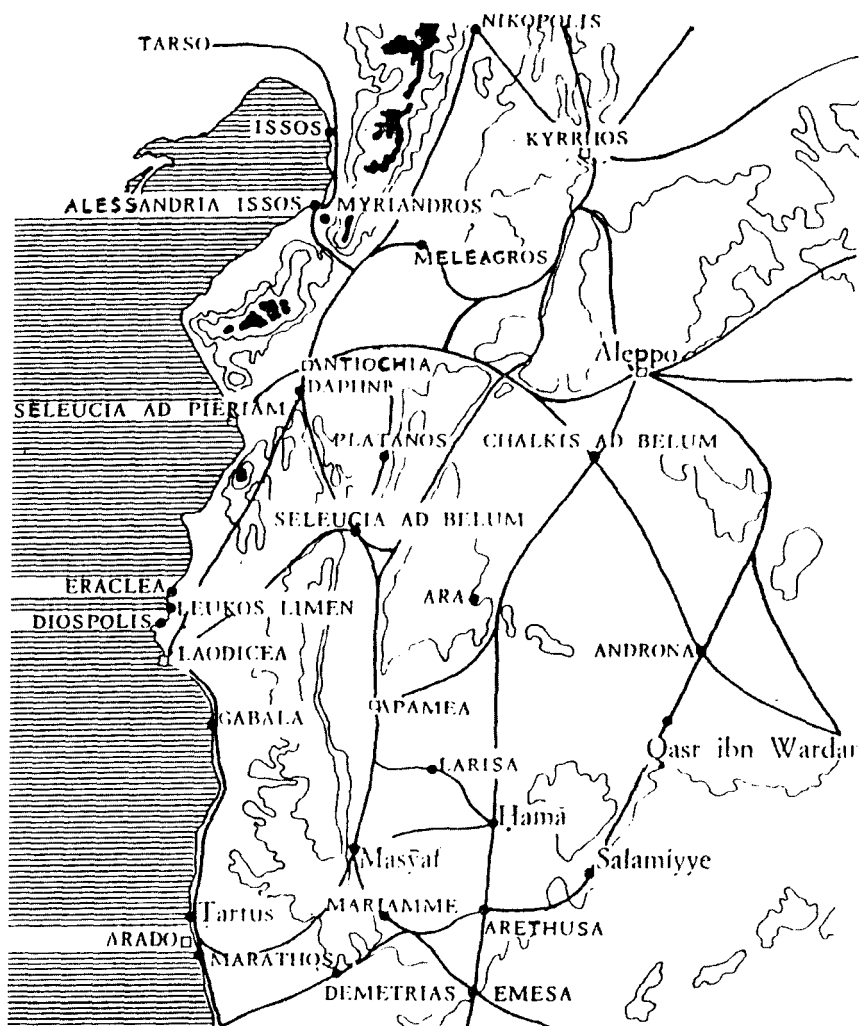 NIKOPOLIS
TARSO
ISSOS
KYRRHOS
ALESSANDRIA ISSOS
MYRIANDROS
MELEAGROS
Aleppo
ANTIOCHIA
DAPHNE
SELEUCIA AD PIERIAM
PLATANOS
CHALKIS AD BELUM
SELEUCIA AD BELUM
ERACLEA
LEUKOS LIMEN
ARA
DIOSPOLIS
LAODICEA
ANDRONA
APAMEA
GABALA
Qasr ibn Wardan
LARISA
Ḥamā
Masyaf
Salamiyye
MARIAMME
Tartus
ARETHUSA
ARADO
MARATHOS
DEMETRIAS
EMESA